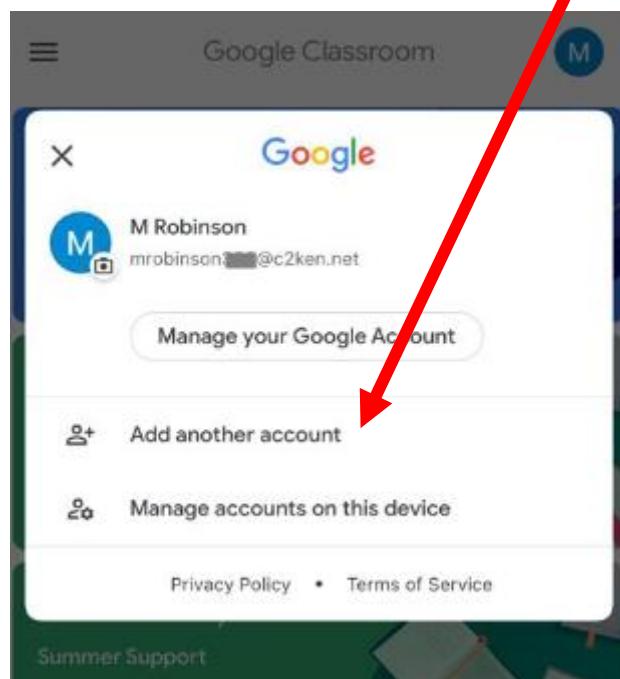 Google Classroom
M
Google
M
M Robinson
mrobinson @c2ken.net
Manage your Google Account
Add another account
Manage accounts on this device
Privacy Policy • Terms of Service
Summer Support